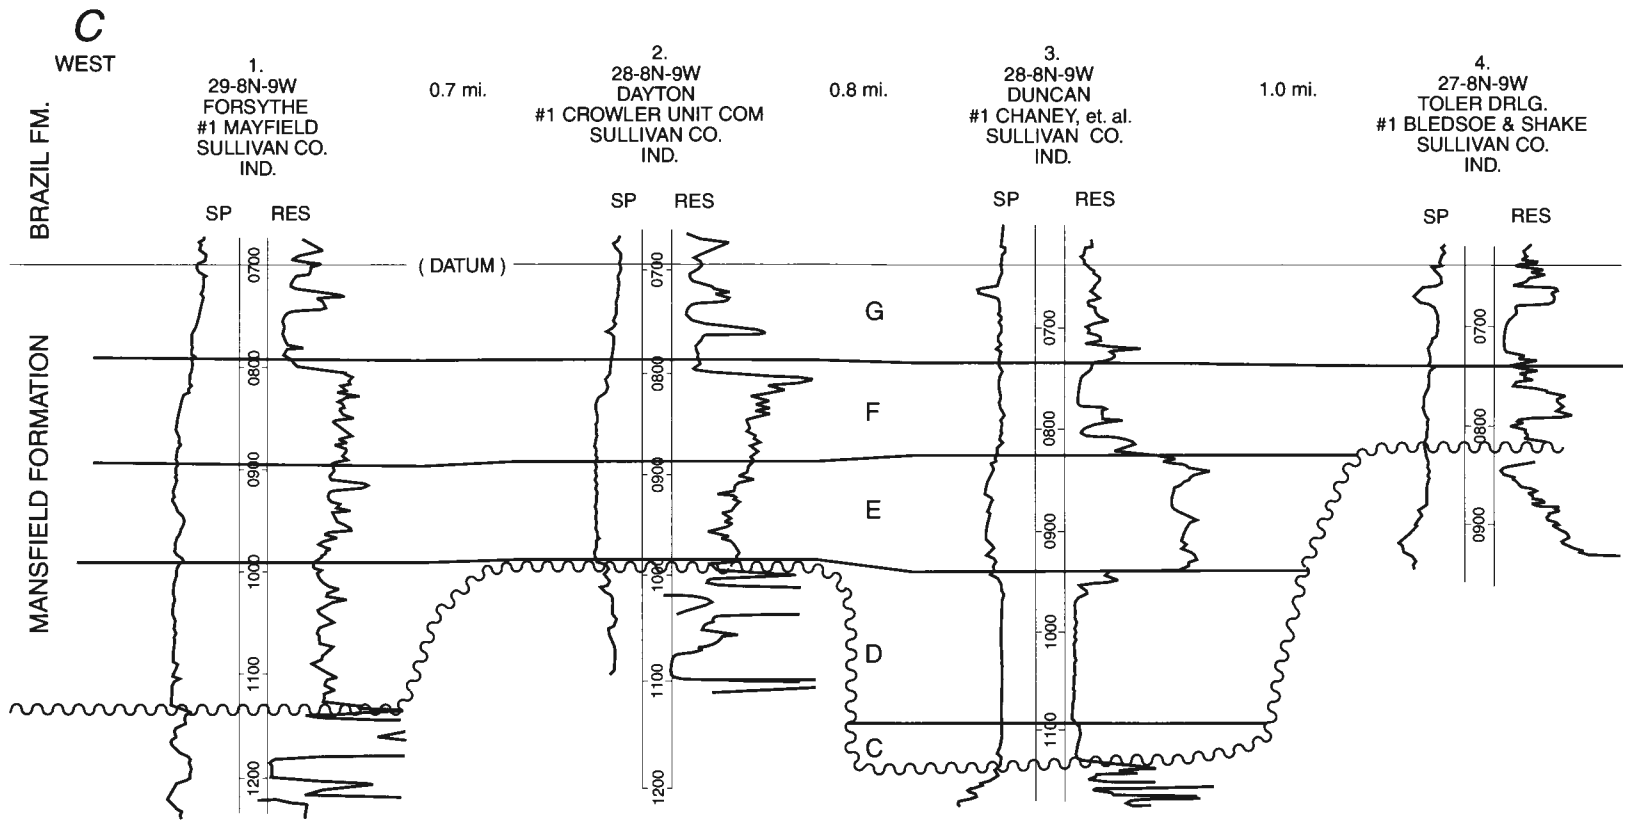 C
WEST
BRAZIL FM.
MANSFIELD FORMATION
1.
29-8N-9W
FORSYTHE
#1 MAYFIELD
SULLIVAN CO.
IND.
0.7 mi.
2.
28-8N-9W
DAYTON
#1 CROWLER UNIT COM
SULLIVAN CO.
IND.
0.8 mi.
3.
28-8N-9W
DUNCAN
#1 CHANEY, et. al.
SULLIVAN CO.
IND.
1.0 mi.
4.
27-8N-9W
TOLER DRLG.
#1 BLEDSOE & SHAKE
SULLIVAN CO.
IND.
SP RES
0700
0800
0900
1000
1100
1200
( DATUM )
SP RES
0700
0800
0900
1000
1100
1200
G
F
E
D
C
SP RES
0700
0800
0900
1000
1100
SP RES
0700
0800
0900